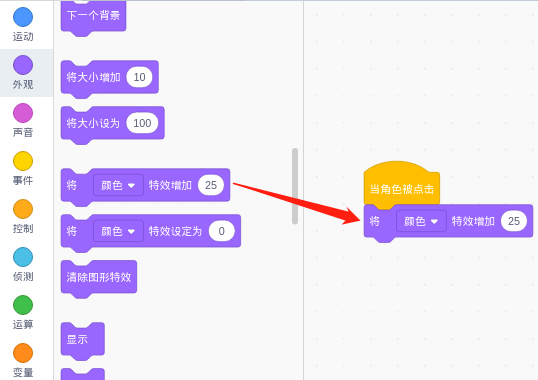 运动
外观
声音
事件
控制
侦测
运算
变量
下一个背景
将大小增加 10
将大小设为 100
将 颜色 特效增加 25
将 颜色 特效设定为 0
清除图形特效
显示
当角色被点击
将 颜色 特效增加 25